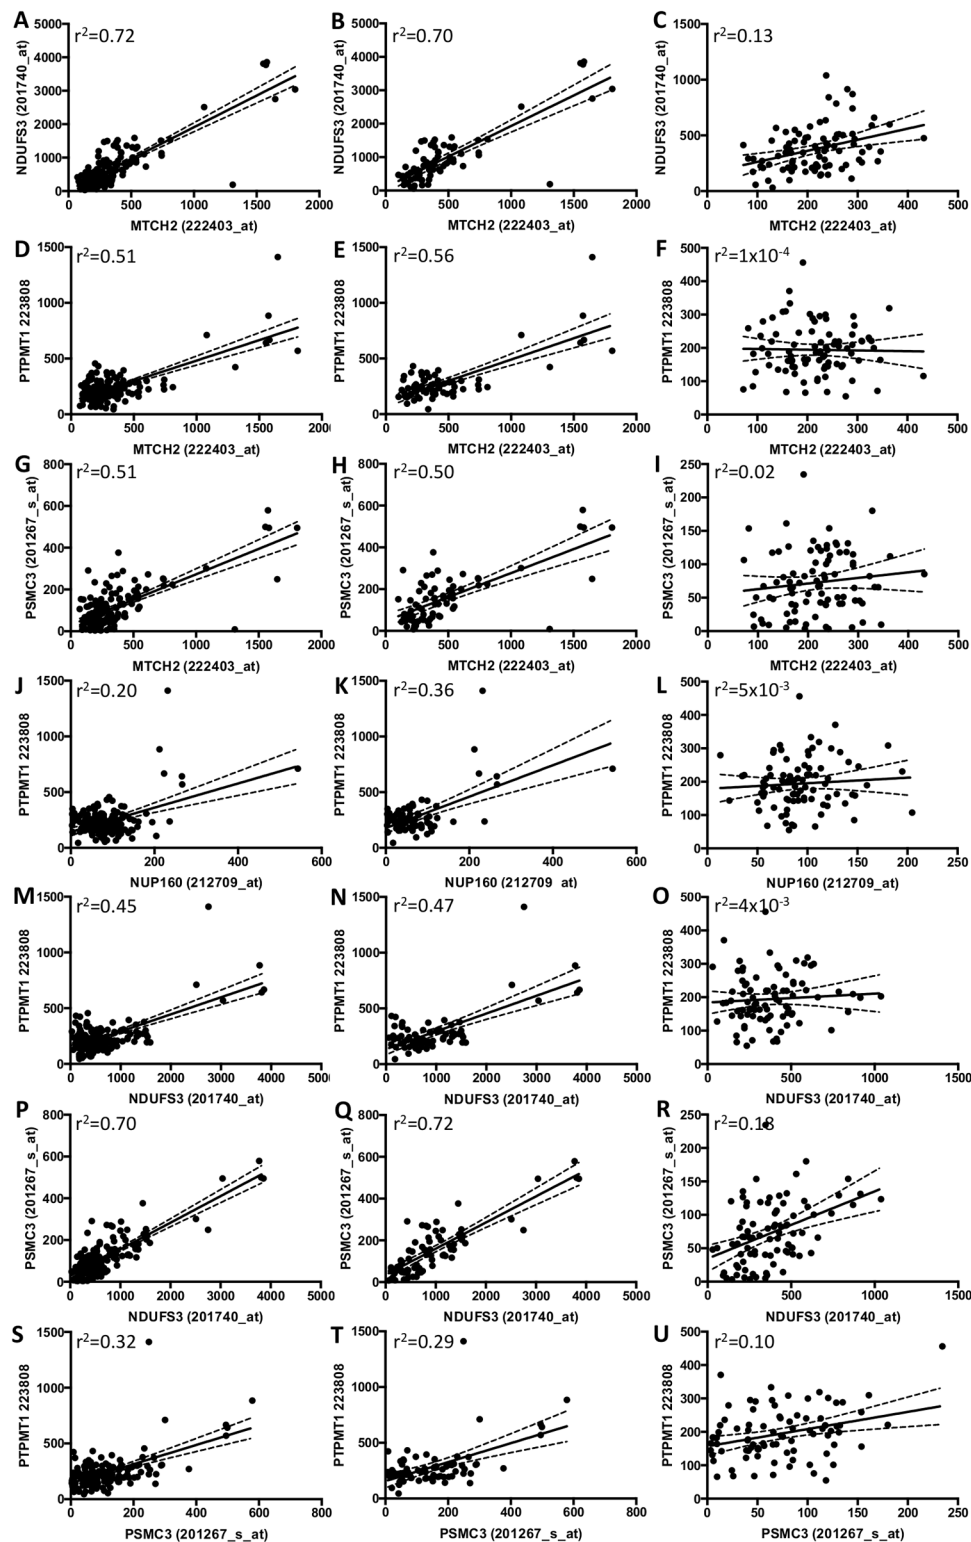 A
r²=0.72
5000
4000
3000
2000
1000
0
NDUFS3 (201740_at)
0 500 1000 1500 2000
MTCH2 (222403_at)
B
r²=0.70
5000
4000
3000
2000
1000
0
NDUFS3 (201740_at)
0 500 1000 1500 2000
MTCH2 (222403_at)
C
r²=0.13
1500
1000
500
0
NDUFS3 (201740_at)
0 100 200 300 400 500
MTCH2 (222403_at)
D
r²=0.51
1500
1000
500
0
PTPMT1 223808
0 500 1000 1500 200
MTCH2 (222403_at)
E
r²=0.56
1500
1000
500
0
PTPMT1 223808
0 500 1000 1500 2000
MTCH2 (222403_at)
F
r²=1x10⁻⁴
500
400
300
200
100
0
PTPMT1 223808
0 100 200 300 400 500
MTCH2 (222403_at)
G
r²=0.51
800
600
400
200
0
PSMC3 (201267_s_at)
0 500 1000 1500 2000
MTCH2 (222403_at)
H
r²=0.50
800
600
400
200
0
PSMC3 (201267_s_at)
0 500 1000 1500 2000
MTCH2 (222403_at)
I
r²=0.02
250
200
150
100
50
0
PSMC3 (201267_s_at)
0 100 200 300 400 500
MTCH2 (222403_at)
J
r²=0.20
1500
1000
500
0
PTPMT1 223808
0 200 400 600
NUP160 (212709_at)
K
r²=0.36
1500
1000
500
0
PTPMT1 223808
0 200 400 600
NUP160 (212709 at)
L
r²=5x10⁻³
500
400
300
200
100
0
PTPMT1 223808
0 50 100 150 200 250
NUP160 (212709_at)
M
r²=0.45
1500
1000
500
0
PTPMT1 223808
0 1000 2000 3000 4000 500
NDUFS3 (201740_at)
N
r²=0.47
1500
1000
500
0
PTPMT1 223808
0 1000 2000 3000 4000 5000
NDUFS3 (201740_at)
O
r²=4x10⁻³
500
400
300
200
100
0
PTPMT1 223808
0 500 1000 1500
NDUFS3 (201740_at)
P
r²=0.70
800
600
400
200
0
PSMC3 (201267_s_at)
0 1000 2000 3000 4000 5000
NDUFS3 (201740_at)
Q
r²=0.72
800
600
400
200
0
PSMC3 (201267_s_at)
0 1000 2000 3000 4000 5000
NDUFS3 (201740_at)
R
r²=0.18
250
200
150
100
50
0
PSMC3 (201267_s_at)
0 500 1000 1500
NDUFS3 (201740_at)
S
r²=0.32
1500
1000
500
0
PTPMT1 223808
0 200 400 600 800
PSMC3 (201267_s_at)
T
r²=0.29
1500
1000
500
0
PTPMT1 223808
0 200 400 600 800
PSMC3 (201267_s_at)
U
r²=0.10
500
400
300
200
100
0
PTPMT1 223808
0 50 100 150 200 250
PSMC3 (201267_s_at)